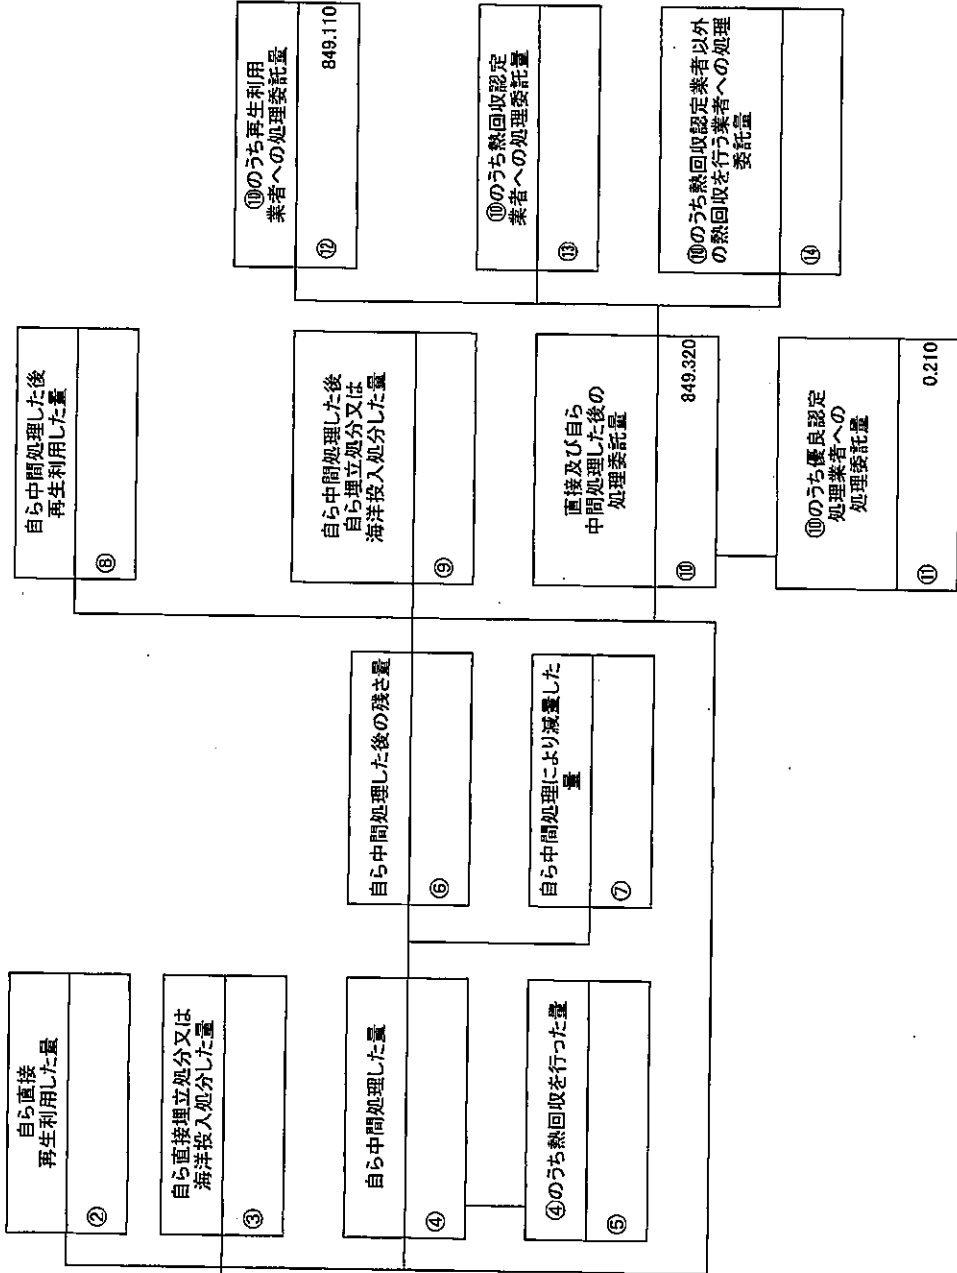 自ら直接
再生利用した量
②
自ら直接埋立処分又は
海洋投入処分した量
③
自ら中間処理した量
④
④のうち熱回収を行った量
⑤
自ら中間処理した後の残さ量
⑥
自ら中間処理により減量した
量
⑦
自ら中間処理した後
再生利用した量
⑧
自ら中間処理した後
自ら埋立処分又は
海洋投入処分した量
⑨
直接及び自ら
中間処理した後の
処理委託量
⑩
849.320
⑩のうち優良認定
処理業者への
処理委託量
⑪
0.210
⑩のうち再生利用
業者への処理委託量
⑫
849.110
⑩のうち熱回収認定
業者への処理委託量
⑬
⑩のうち熱回収認定業者以外
の熱回収を行う業者への処理
委託量
⑭